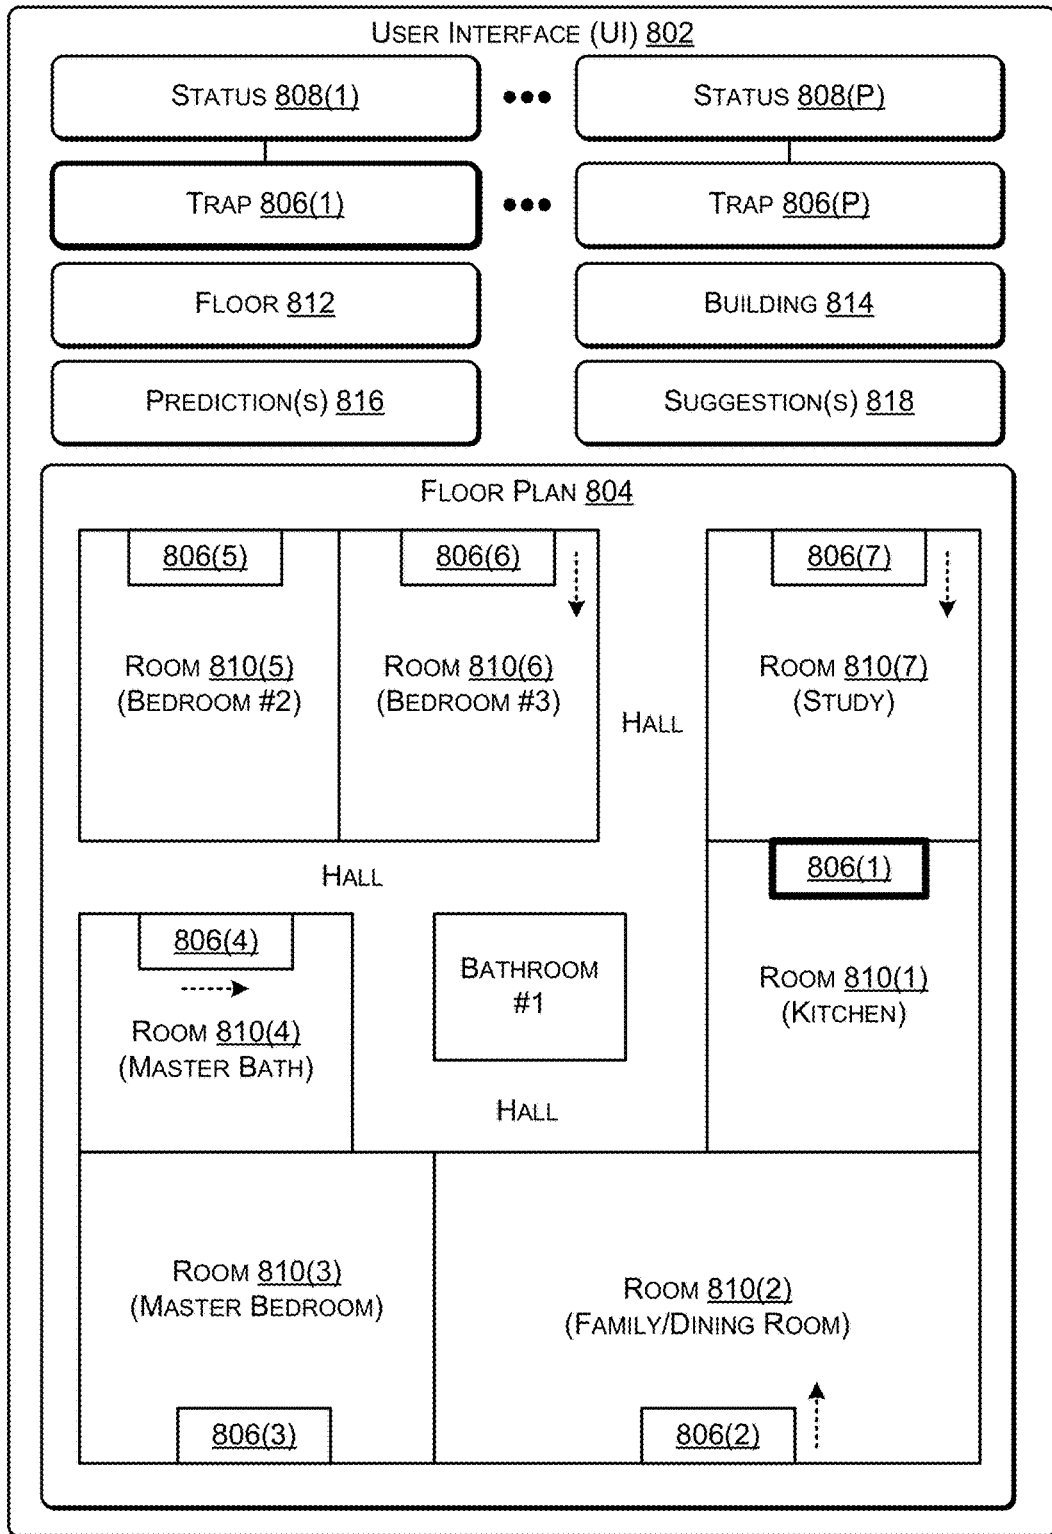 USER INTERFACE (UI) 802
STATUS 808(1) ••• STATUS 808(P)
TRAP 806(1) ••• TRAP 806(P)
FLOOR 812 BUILDING 814
PREDICTION(S) 816 SUGGESTION(S) 818
FLOOR PLAN 804
806(5) 806(6) 806(7)
ROOM 810(5) ROOM 810(6) ROOM 810(7)
(BEDROOM #2) (BEDROOM #3) (STUDY)
HALL
806(1)
HALL
806(4)
BATHROOM
#1
ROOM 810(1)
(KITCHEN)
ROOM 810(4)
(MASTER BATH)
HALL
ROOM 810(3)
(MASTER BEDROOM)
ROOM 810(2)
(FAMILY/DINING ROOM)
806(3) 806(2)